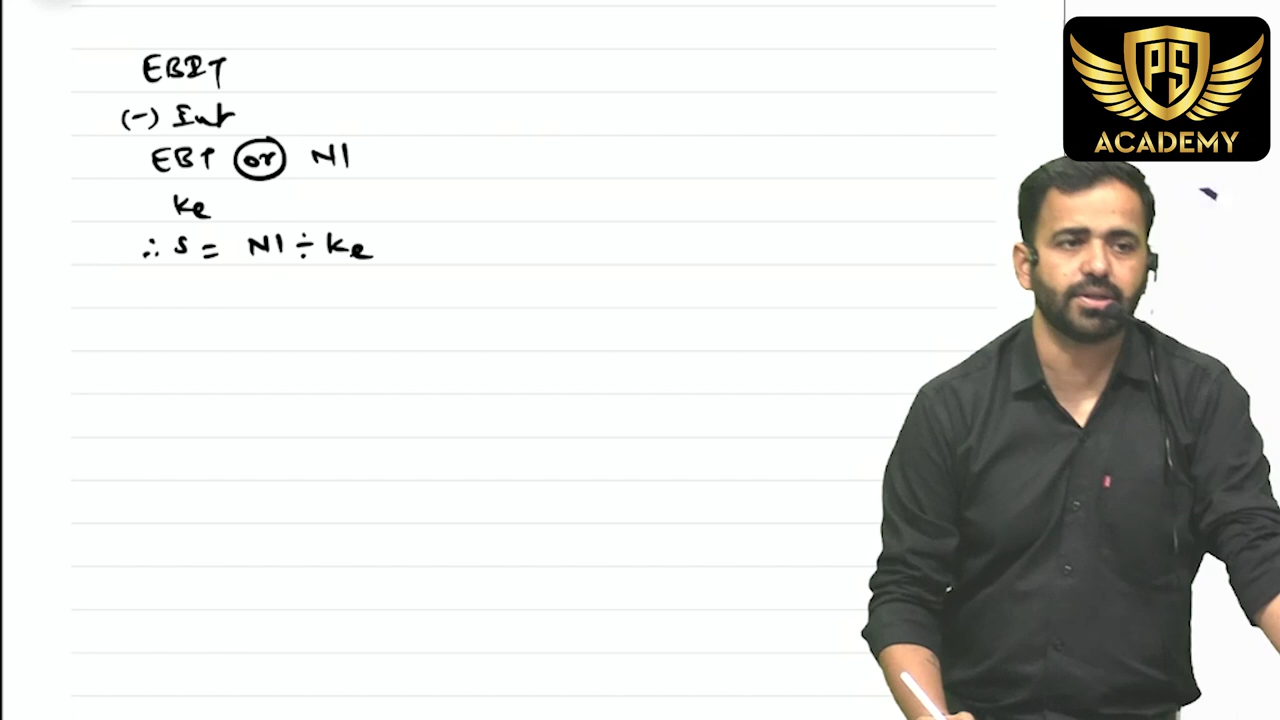 EBIT
(-) Int
EBT or NI
Ke
∴ S = NI ÷ Ke
PS
ACADEMY